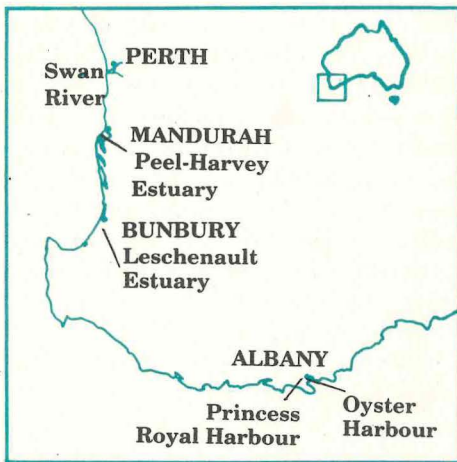 PERTH
Swan
River
MANDURAH
Peel-Harvey
Estuary
BUNBURY
Leschenault
Estuary
ALBANY
Princess
Royal Harbour
Oyster
Harbour